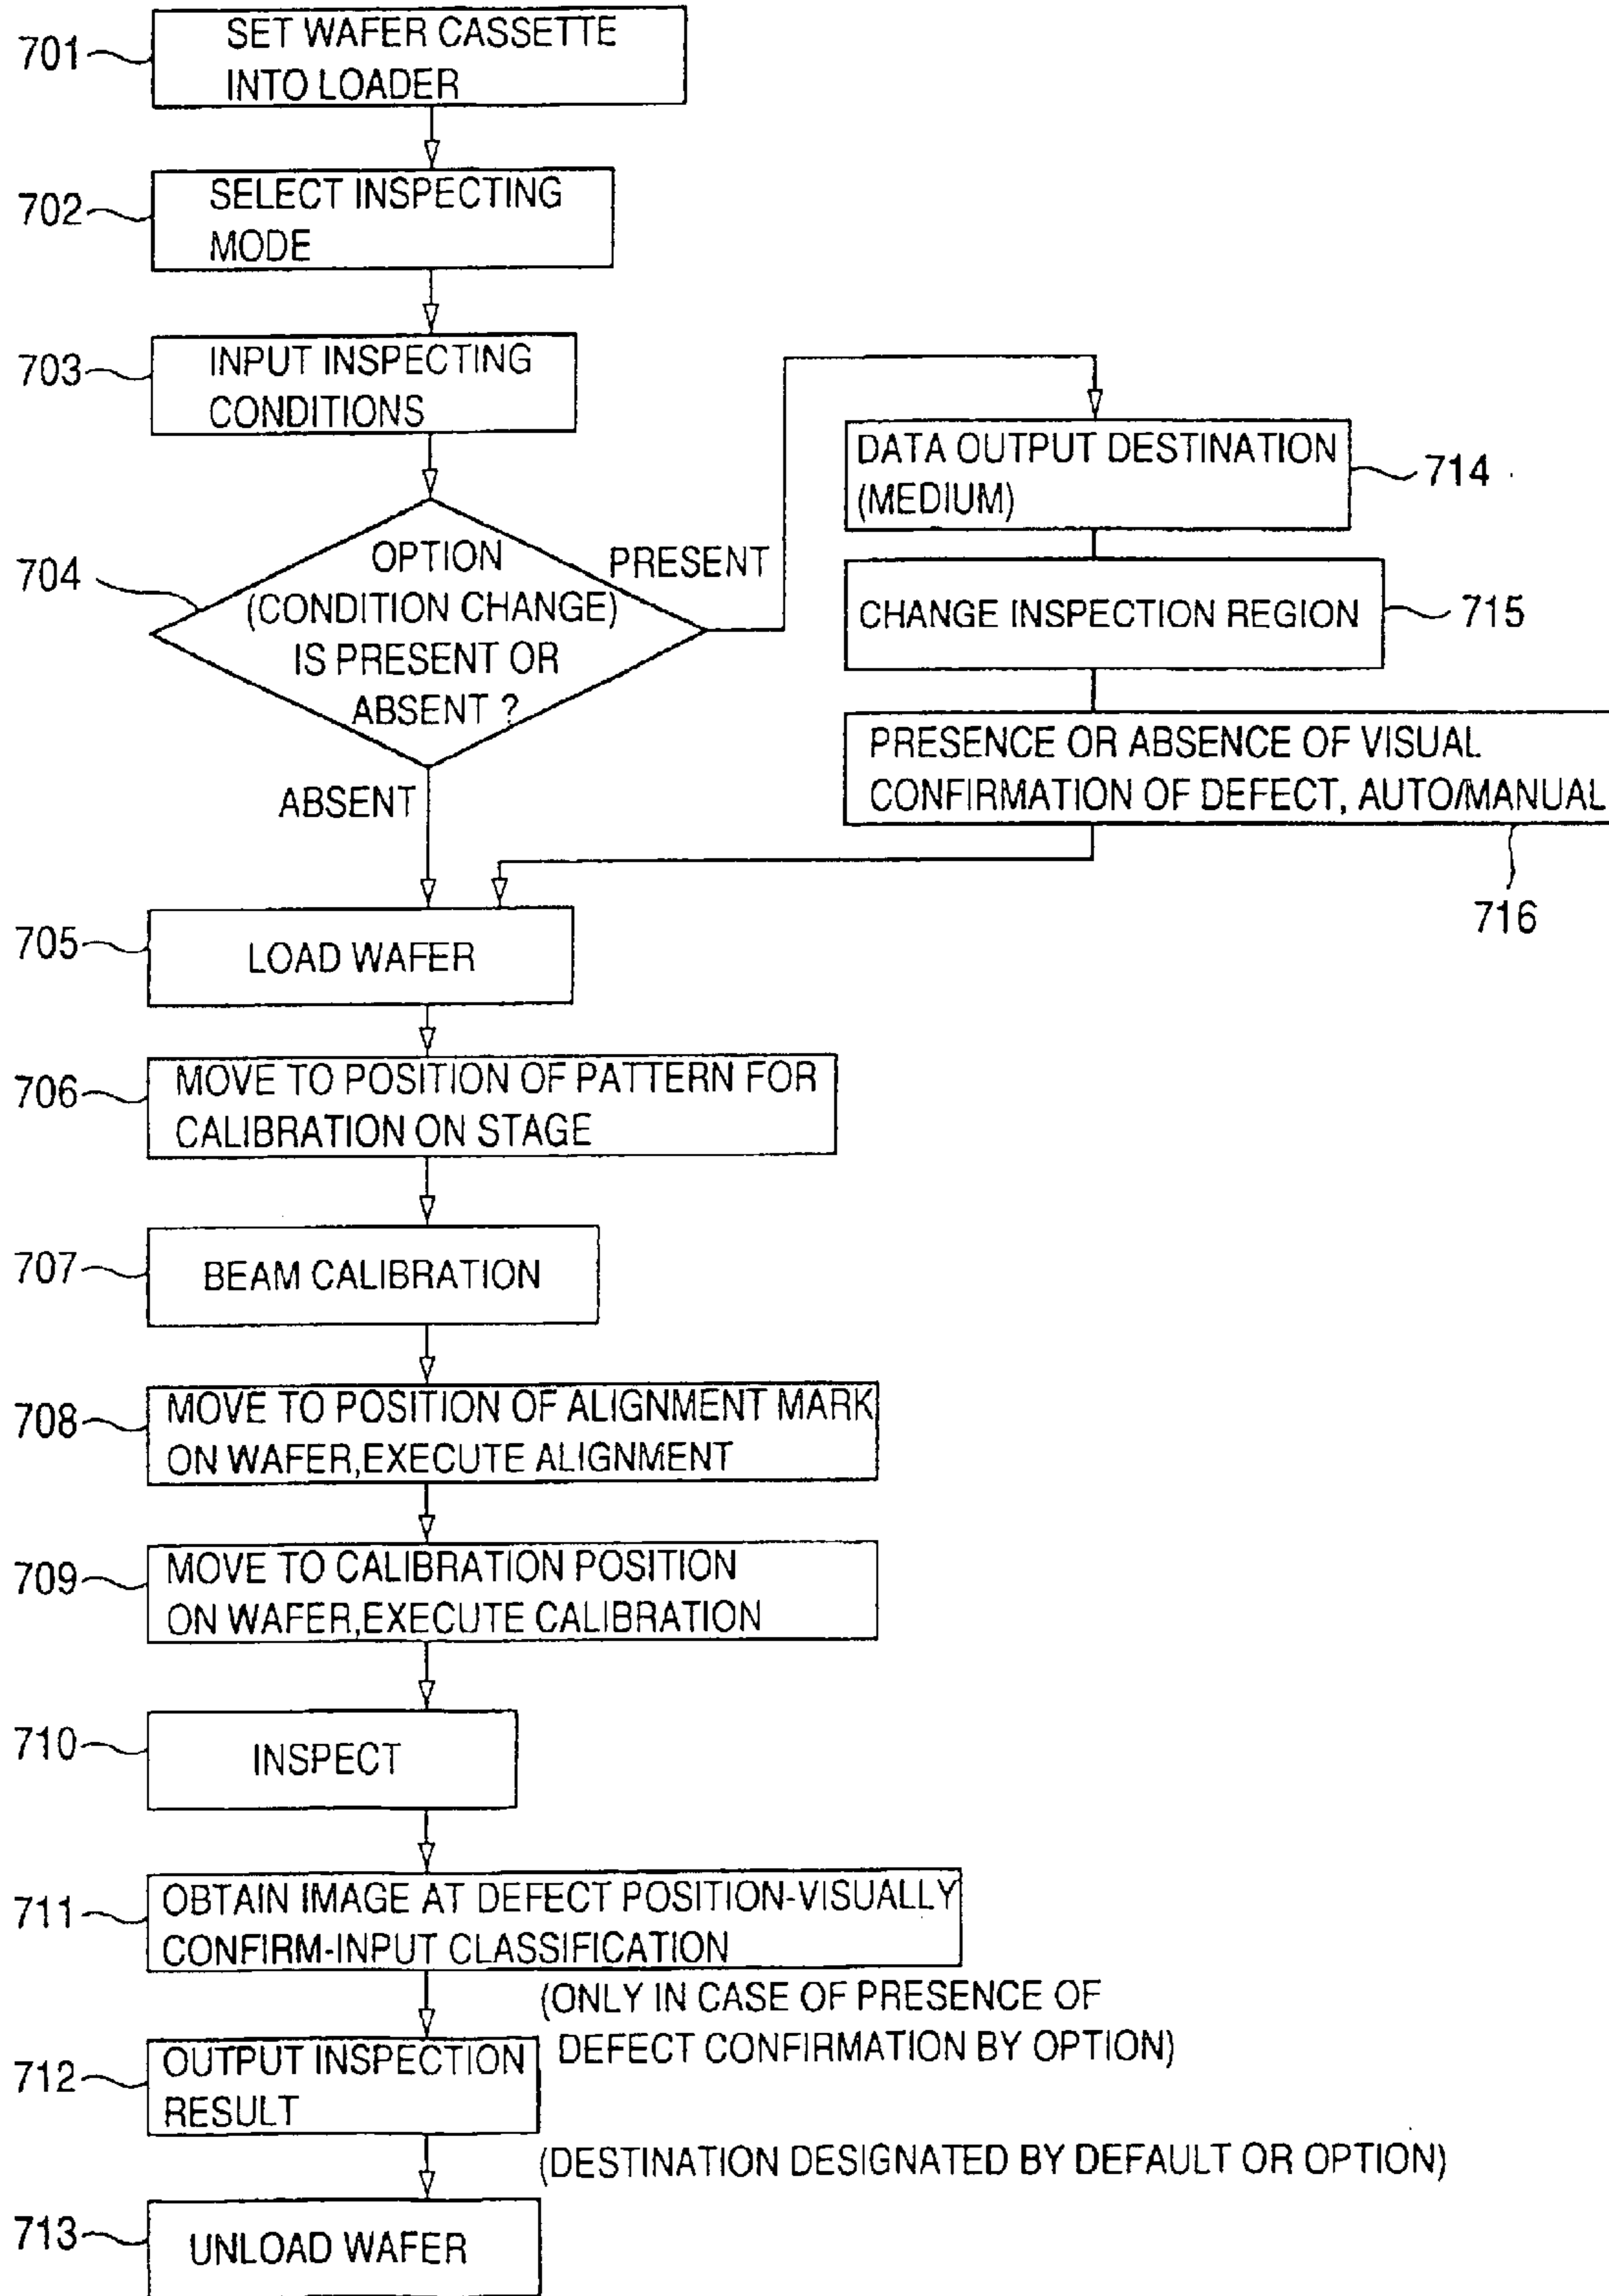 701
SET WAFER CASSETTE
INTO LOADER
702
SELECT INSPECTING
MODE
703
INPUT INSPECTING
CONDITIONS
704
OPTION
(CONDITION CHANGE)
IS PRESENT OR
ABSENT ?
PRESENT
ABSENT
DATA OUTPUT DESTINATION
(MEDIUM)
714
CHANGE INSPECTION REGION
715
PRESENCE OR ABSENCE OF VISUAL
CONFIRMATION OF DEFECT, AUTO/MANUAL
716
705
LOAD WAFER
706
MOVE TO POSITION OF PATTERN FOR
CALIBRATION ON STAGE
707
BEAM CALIBRATION
708
MOVE TO POSITION OF ALIGNMENT MARK
ON WAFER,EXECUTE ALIGNMENT
709
MOVE TO CALIBRATION POSITION
ON WAFER,EXECUTE CALIBRATION
710
INSPECT
711
OBTAIN IMAGE AT DEFECT POSITION-VISUALLY
CONFIRM-INPUT CLASSIFICATION
(ONLY IN CASE OF PRESENCE OF
DEFECT CONFIRMATION BY OPTION)
712
OUTPUT INSPECTION
RESULT
(DESTINATION DESIGNATED BY DEFAULT OR OPTION)
713
UNLOAD WAFER